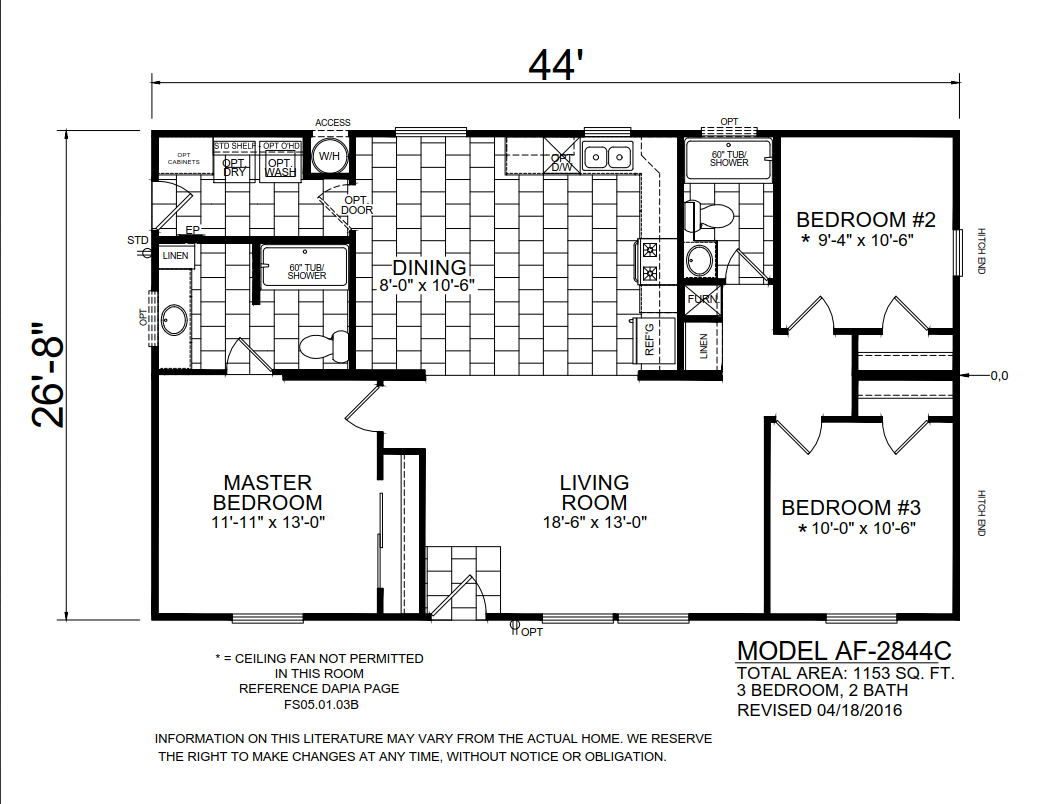 44'
ACCESS
OPT
OPT
CABINETS
STD SHELF - OPT O'HD
OPT.
DRY
OPT.
WASH
W/H
OPT
D/W
60" TUB/
SHOWER
OPT.
DOOR
EP
STD
LINEN
60" TUB/
SHOWER
OPT
DINING
8'-0" x 10'-6"
BEDROOM #2
* 9'-4" x 10'-6"
HITCH END
FURN.
REF'G
LINEN
0,0
26'-8"
MASTER
BEDROOM
11'-11" x 13'-0"
LIVING
ROOM
18'-6" x 13'-0"
BEDROOM #3
* 10'-0" x 10'-6"
HITCH END
OPT
* = CEILING FAN NOT PERMITTED
IN THIS ROOM
REFERENCE DAPIA PAGE
FS05.01.03B
MODEL AF-2844C
TOTAL AREA: 1153 SQ. FT.
3 BEDROOM, 2 BATH
REVISED 04/18/2016
INFORMATION ON THIS LITERATURE MAY VARY FROM THE ACTUAL HOME. WE RESERVE
THE RIGHT TO MAKE CHANGES AT ANY TIME, WITHOUT NOTICE OR OBLIGATION.